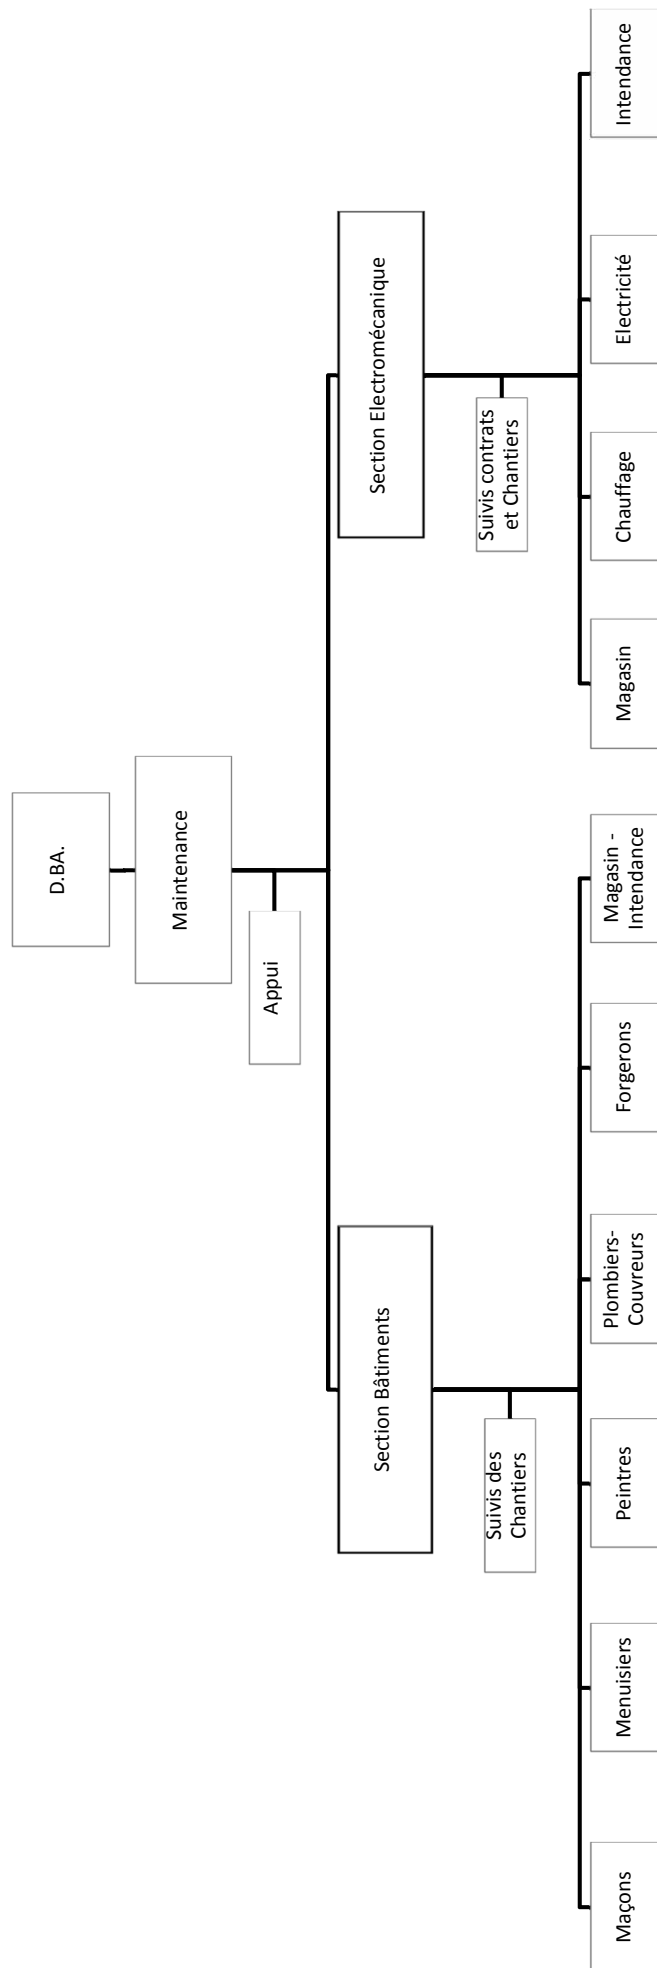 D.BA.
Maintenance
Appui
Section Bâtiments
Section Electromécanique
Suivis des
Chantiers
Suivis contrats
et Chantiers
Maçons
Menuisiers
Peintres
Plombiers-
Couvreurs
Forgerons
Magasin -
Intendance
Magasin
Chauffage
Electricité
Intendance